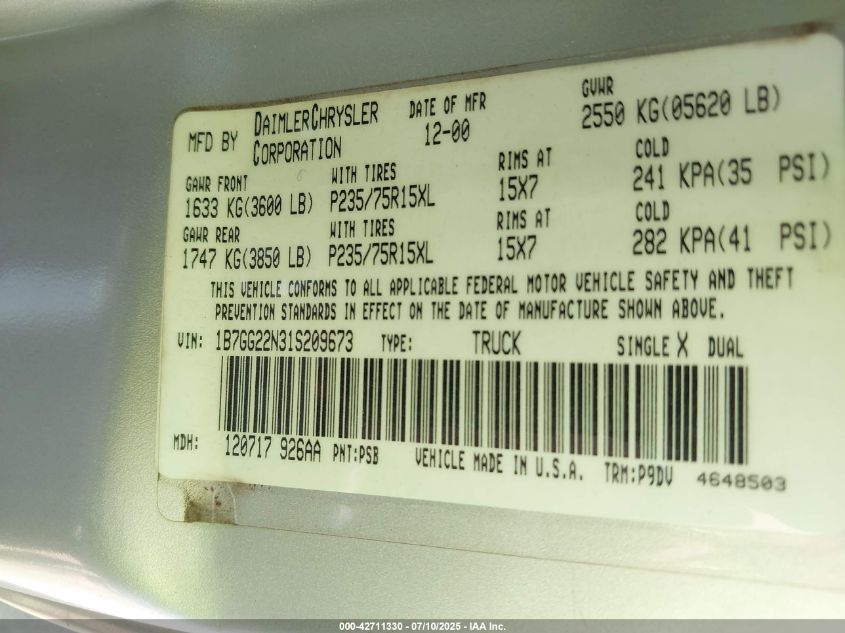 MFD BY DAIMLERCHRYSLER CORPORATION DATE OF MFR 12-00 GVWR 2550 KG(05620 LB)
GAWR FRONT WITH TIRES RIMS AT COLD
1633 KG(3600 LB) P235/75R15XL 15X7 241 KPA(35 PSI)
GAWR REAR WITH TIRES RIMS AT COLD
1747 KG(3850 LB) P235/75R15XL 15X7 282 KPA(41 PSI)
THIS VEHICLE CONFORMS TO ALL APPLICABLE FEDERAL MOTOR VEHICLE SAFETY AND THEFT
PREVENTION STANDARDS IN EFFECT ON THE DATE OF MANUFACTURE SHOWN ABOVE.
VIN: 1B7GG22N31S209673 TYPE: TRUCK SINGLE X DUAL
MDH: 120717 926AA PNT:PSB VEHICLE MADE IN U.S.A. TRM:P9DV 4648503
000-42711330 - 07/10/2025 - IAA Inc.